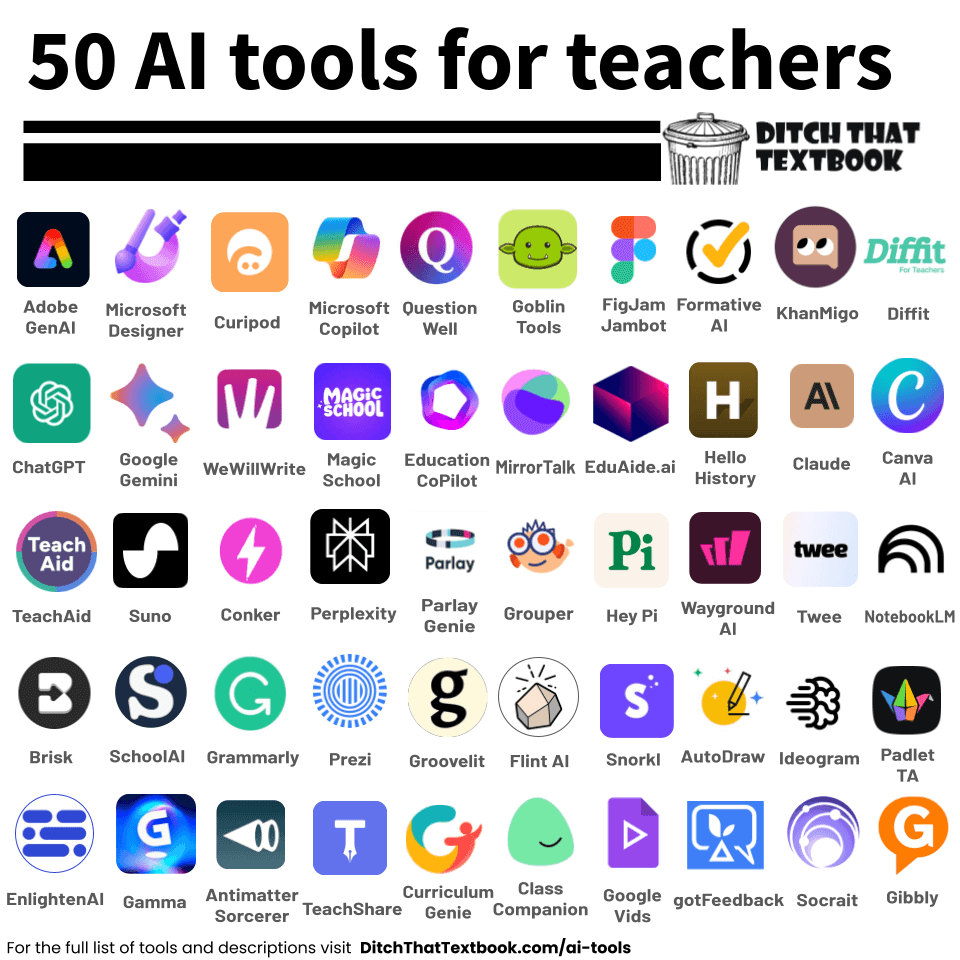 50 AI tools for teachers
DITCH THAT
TEXTBOOK
Q
Diffit
For Teachers
Adobe
GenAI
Microsoft
Designer
Curipod
Microsoft
Copilot
Question
Well
Goblin
Tools
FigJam
Jambot
Formative
AI
KhanMigo
Diffit
MAGIC
SCHOOL
H
AI
C
ChatGPT
Google
Gemini
WeWillWrite
Magic
School
Education
CoPilot
MirrorTalk
EduAide.ai
Hello
History
Claude
Canva
AI
Teach
Aid
Parlay
Pi
twee
TeachAid
Suno
Conker
Perplexity
Parlay
Genie
Grouper
Hey Pi
Wayground
AI
Twee
NotebookLM
B
S
G
g
S
Brisk
SchoolAI
Grammarly
Prezi
Groovelit
Flint AI
Snorkl
AutoDraw
Ideogram
Padlet
TA
G
T
G
G
EnlightenAI
Gamma
Antimatter
Sorcerer
TeachShare
Curriculum
Genie
Class
Companion
Google
Vids
gotFeedback
Socrait
Gibbly
For the full list of tools and descriptions visit DitchThatTextbook.com/ai-tools